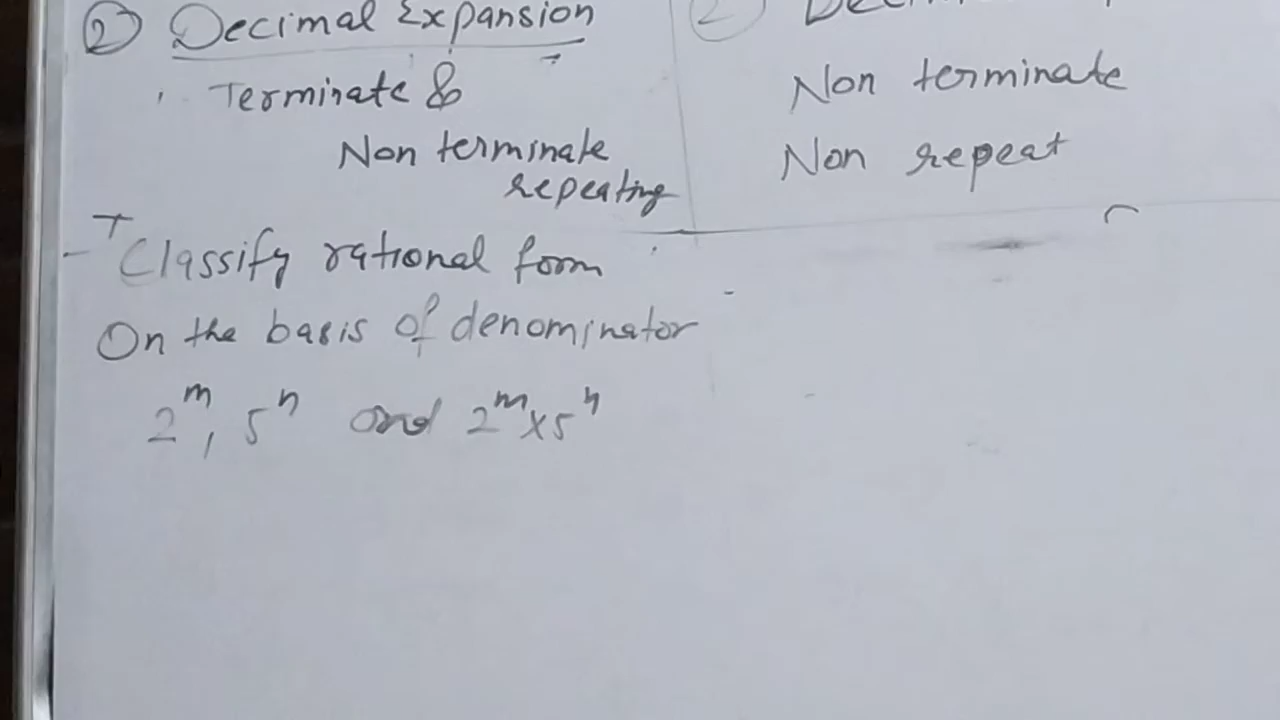 ② Decimal Expansion
Terminate &
Non terminate
repeating
②
Non terminate
Non repeat
Classify rational form
On the basis of denominator
2^m, 5^n and 2^m×5^n